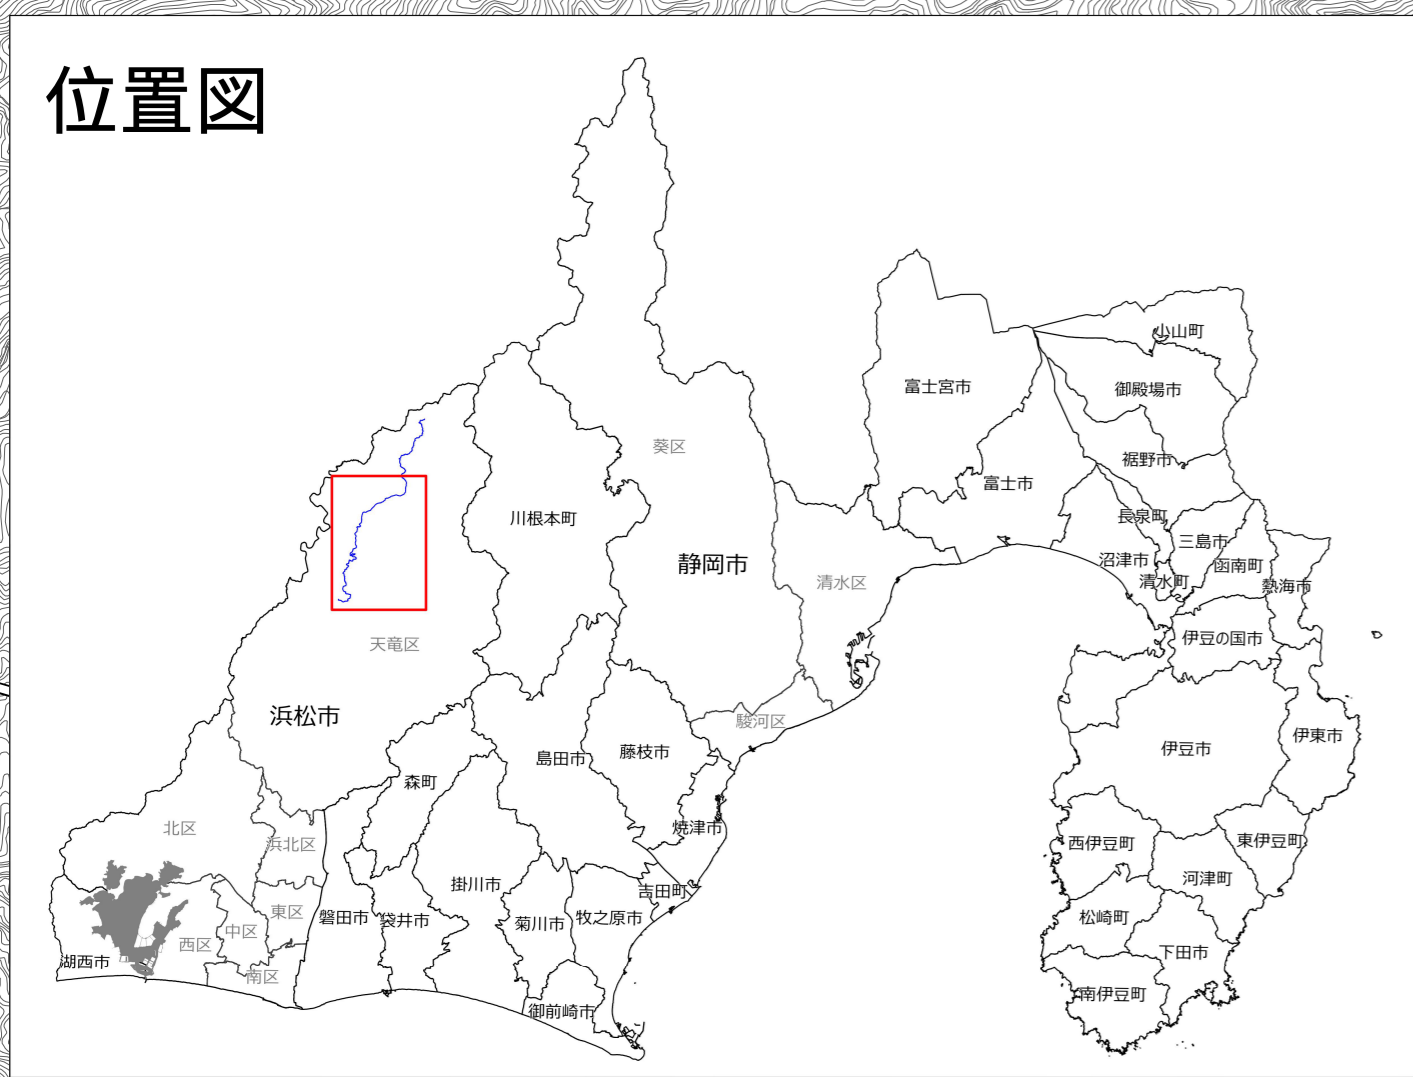 位置図
小山町
富士宮市
御殿場市
葵区
裾野市
富士市
川根本町
長泉町
三島市
静岡市
沼津市
函南町
清水区
清水町
熱海市
天竜区
伊豆の国市
浜松市
駿河区
伊東市
島田市
藤枝市
伊豆市
森町
北区
焼津市
浜北区
西伊豆町
東伊豆町
掛川市
河津町
吉田町
東区
磐田市
袋井市
菊川市
牧之原市
松崎町
中区
西区
下田市
湖西市
南区
南伊豆町
御前崎市